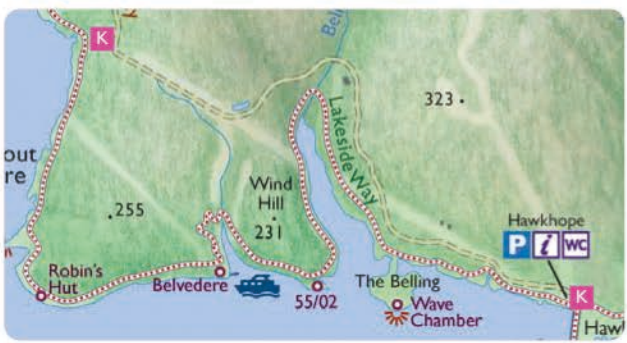 K
Bel
323
Lakeside Way
out
re
Wind
Hill
231
255
Hawkhope
P i WC
Robin's
Hut
Belvedere
55/02
The Belling
Wave
Chamber
K
Hawl